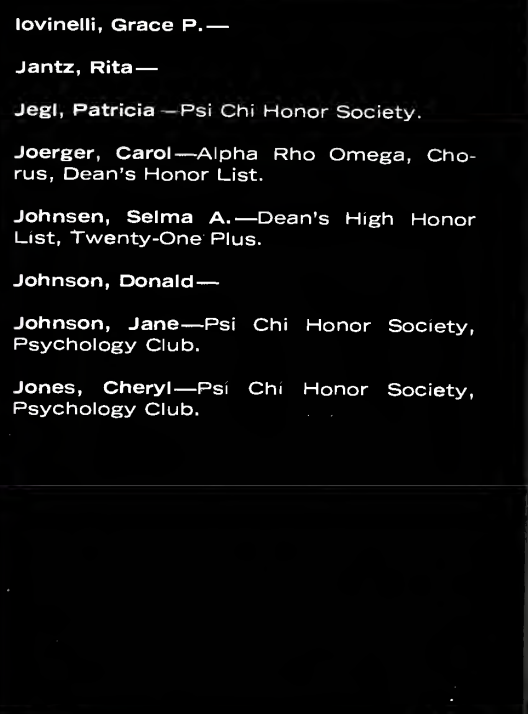 Iovinelli, Grace P.—
Jantz, Rita—
Jegl, Patricia—Psi Chi Honor Society.
Joerger, Carol—Alpha Rho Omega, Cho-
rus, Dean's Honor List.
Johnsen, Selma A.—Dean's High Honor
List, Twenty-One Plus.
Johnson, Donald—
Johnson, Jane—Psi Chi Honor Society,
Psychology Club.
Jones, Cheryl—Psi Chi Honor Society,
Psychology Club.